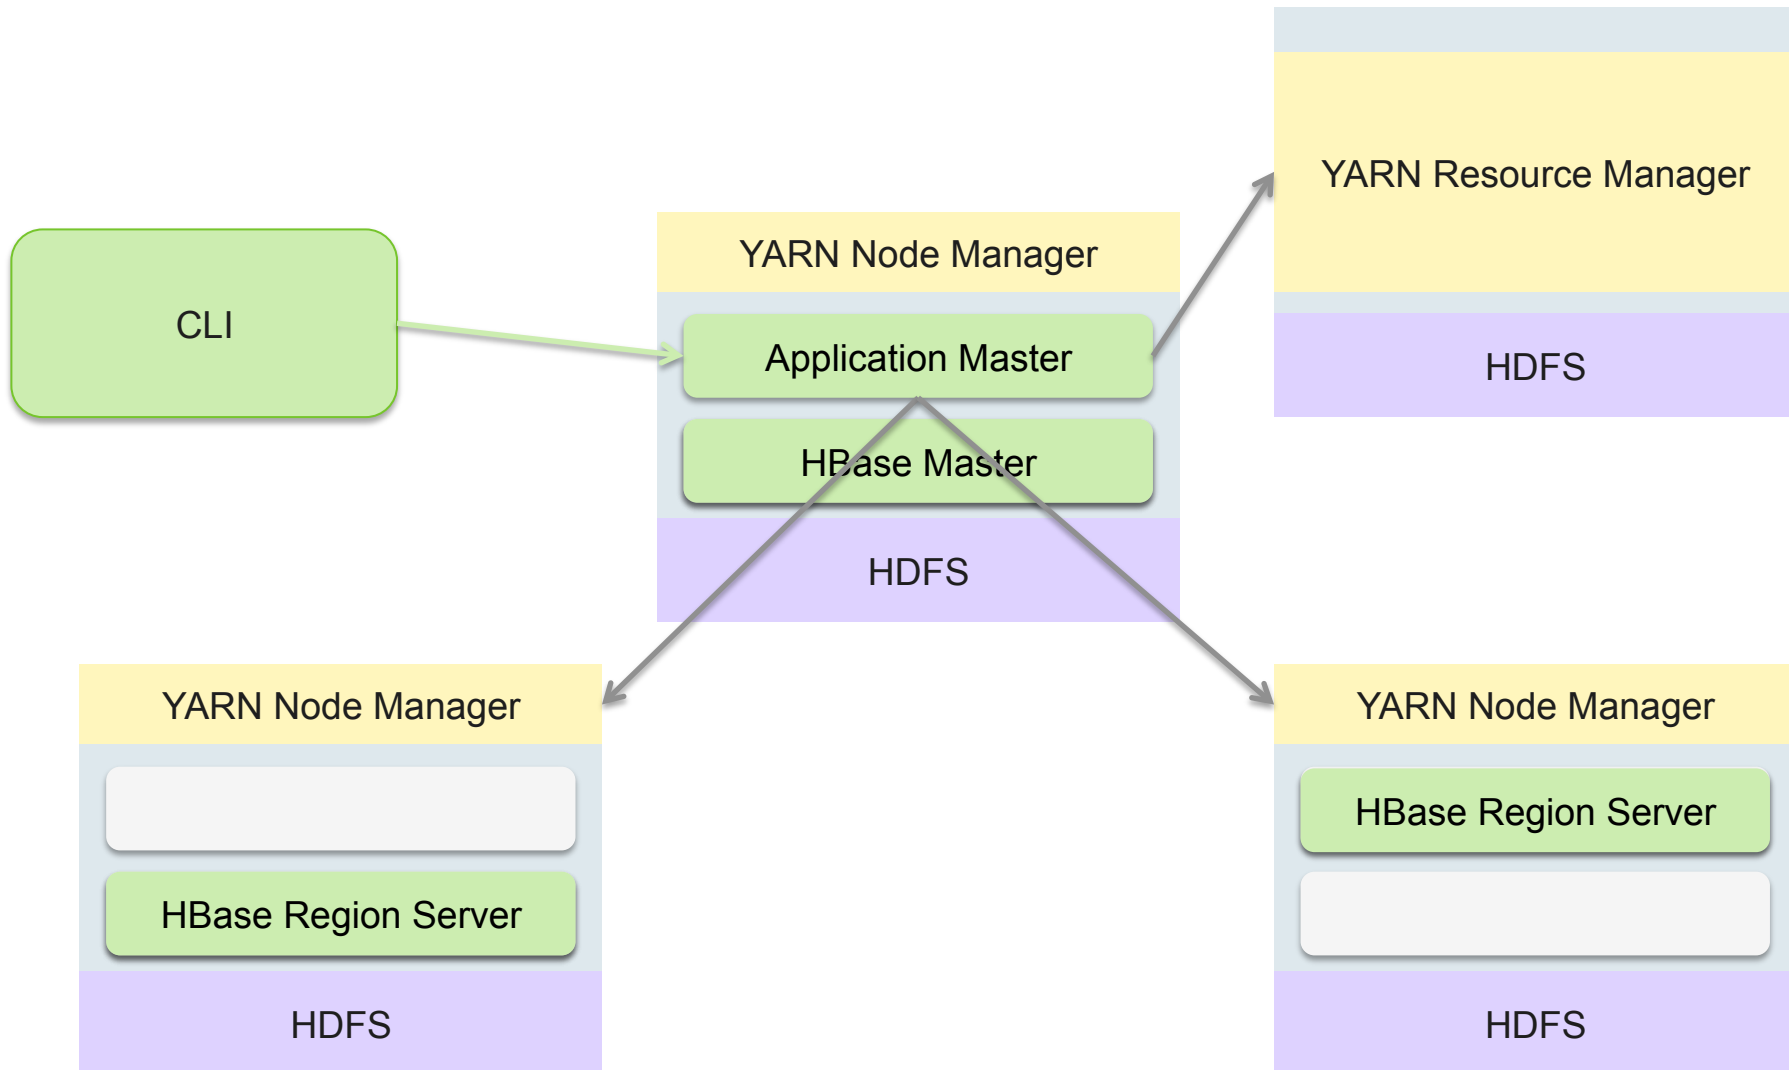 YARN Resource Manager
HDFS
CLI
YARN Node Manager
Application Master
HBase Master
HDFS
YARN Node Manager
HBase Region Server
HDFS
YARN Node Manager
HBase Region Server
HDFS